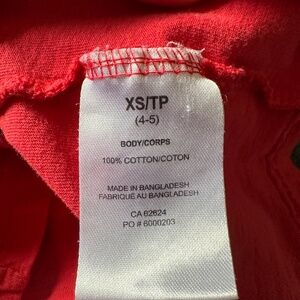 XS/TP
(4-5)
BODY/CORPS
100% COTTON/COTON
MADE IN BANGLADESH
FABRIQUÉ AU BANGLADESH
CA 62624
PO # 6000203